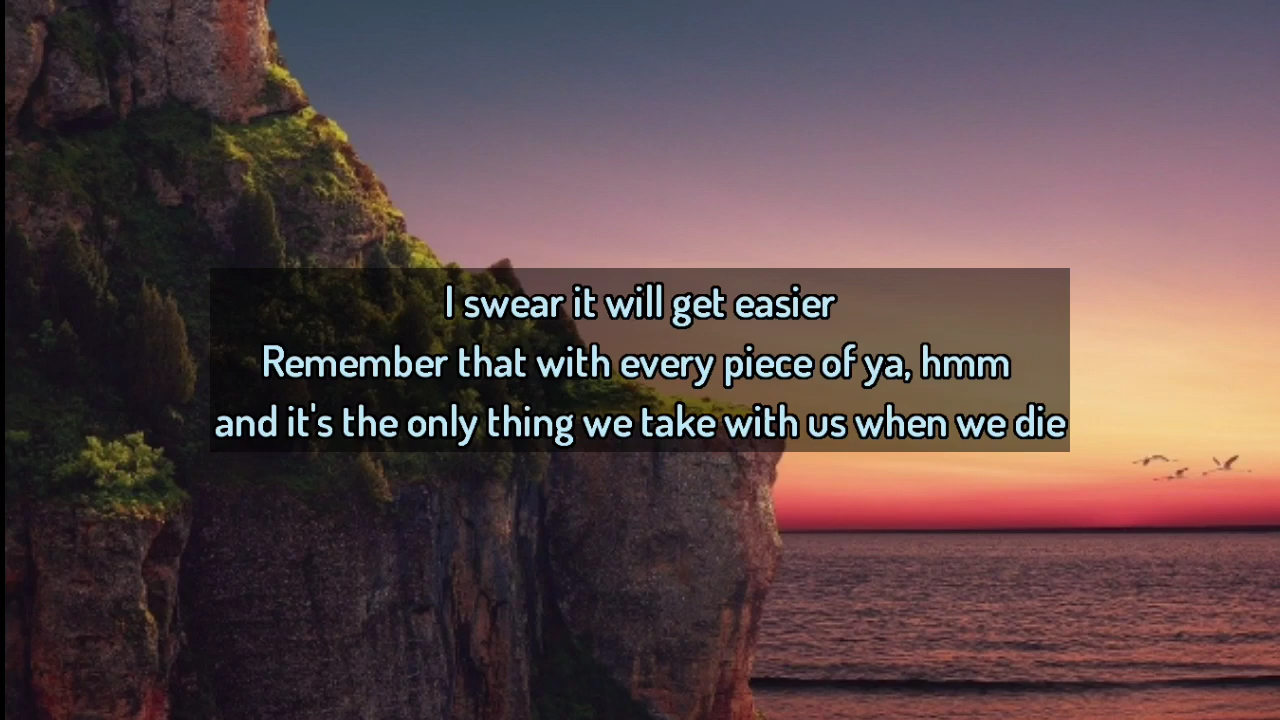 I swear it will get easier
Remember that with every piece of ya, hmm
and it's the only thing we take with us when we die